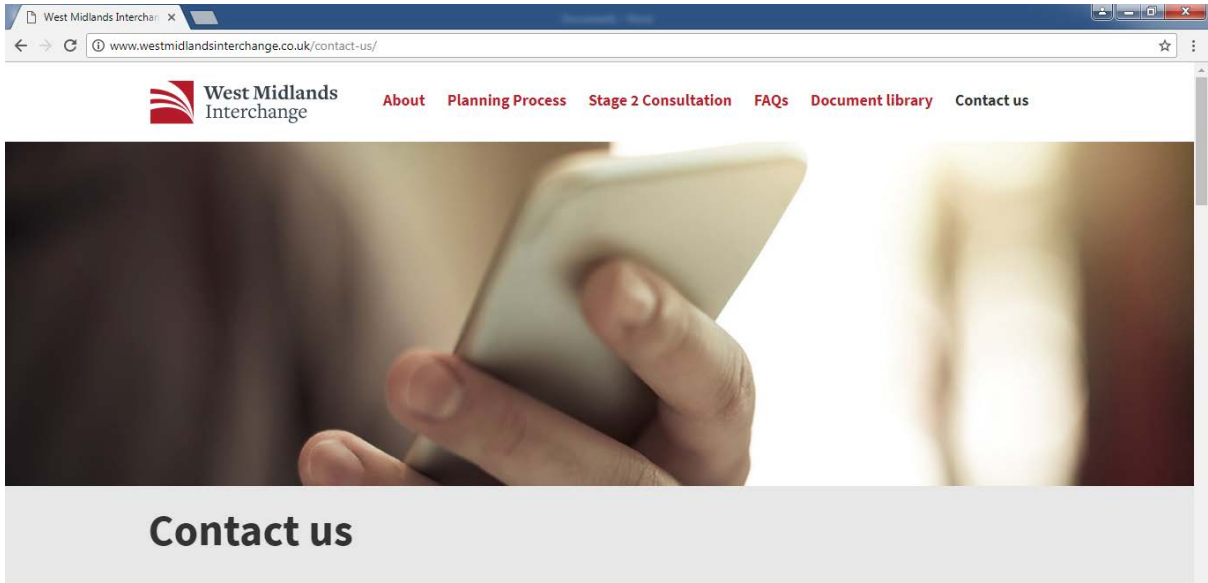 West Midlands Interchan
www.westmidlandsinterchange.co.uk/contact-us/
West Midlands
Interchange
About Planning Process Stage 2 Consultation FAQs Document library Contact us
Contact us